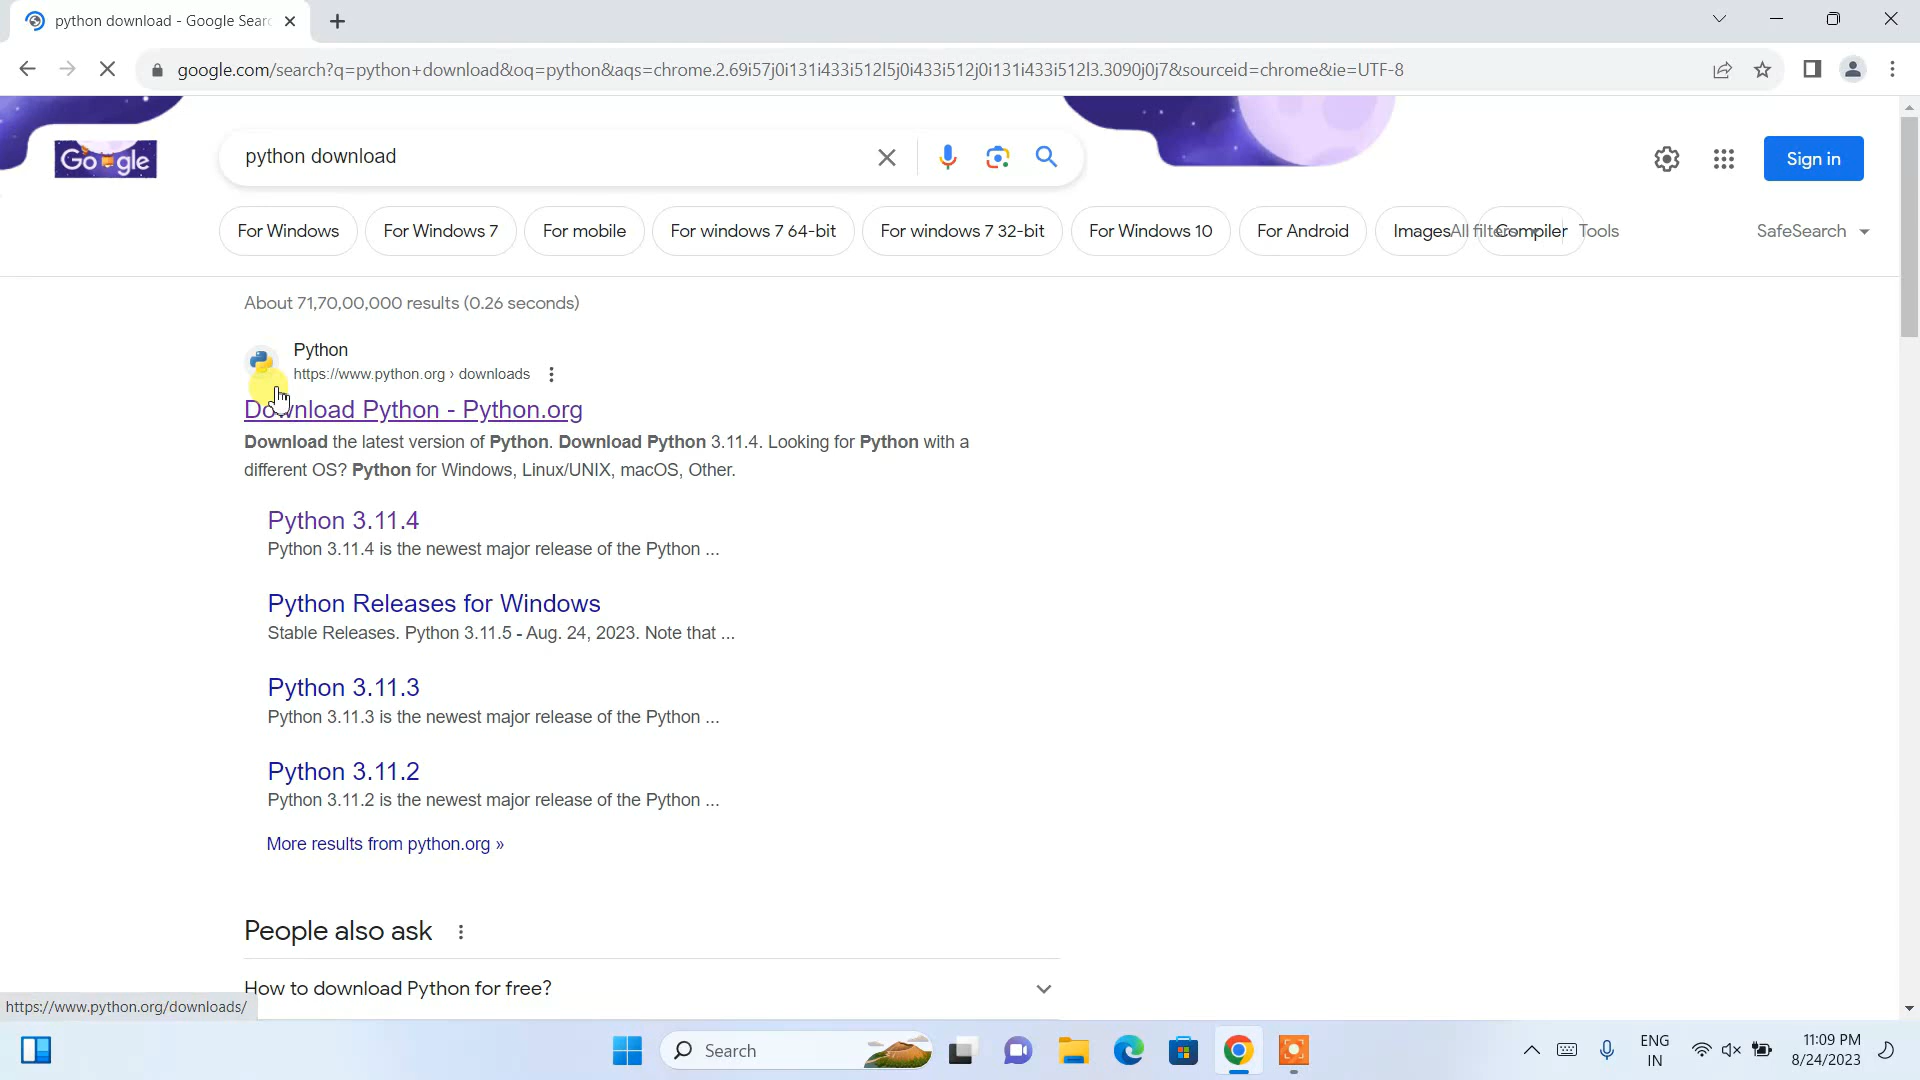 python download - Google Sear
google.com/search?q=python+download&oq=python&aqs=chrome.2.69i57j0i131i433i512l5j0i433i512j0i131i433i512l3.3090j0j7&sourceid=chrome&ie=UTF-8
Google
python download
Sign in
For Windows
For Windows 7
For mobile
For windows 7 64-bit
For windows 7 32-bit
For Windows 10
For Android
Images
All filters
Compiler
Tools
SafeSearch
About 71,70,00,000 results (0.26 seconds)
Python
https://www.python.org › downloads
Download Python - Python.org
Download the latest version of Python. Download Python 3.11.4. Looking for Python with a
different OS? Python for Windows, Linux/UNIX, macOS, Other.
Python 3.11.4
Python 3.11.4 is the newest major release of the Python ...
Python Releases for Windows
Stable Releases. Python 3.11.5 - Aug. 24, 2023. Note that ...
Python 3.11.3
Python 3.11.3 is the newest major release of the Python ...
Python 3.11.2
Python 3.11.2 is the newest major release of the Python ...
More results from python.org »
People also ask
How to download Python for free?
https://www.python.org/downloads/
Search
ENG
IN
11:09 PM
8/24/2023